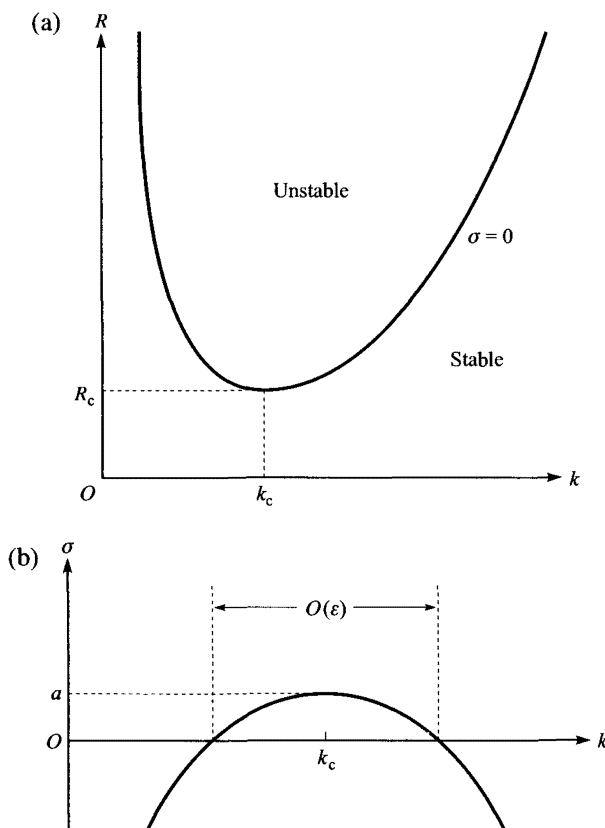 (a)
R
Unstable
σ = 0
Stable
R_c
O
k_c
k
(b)
σ
O(ε)
a
O
k_c
k